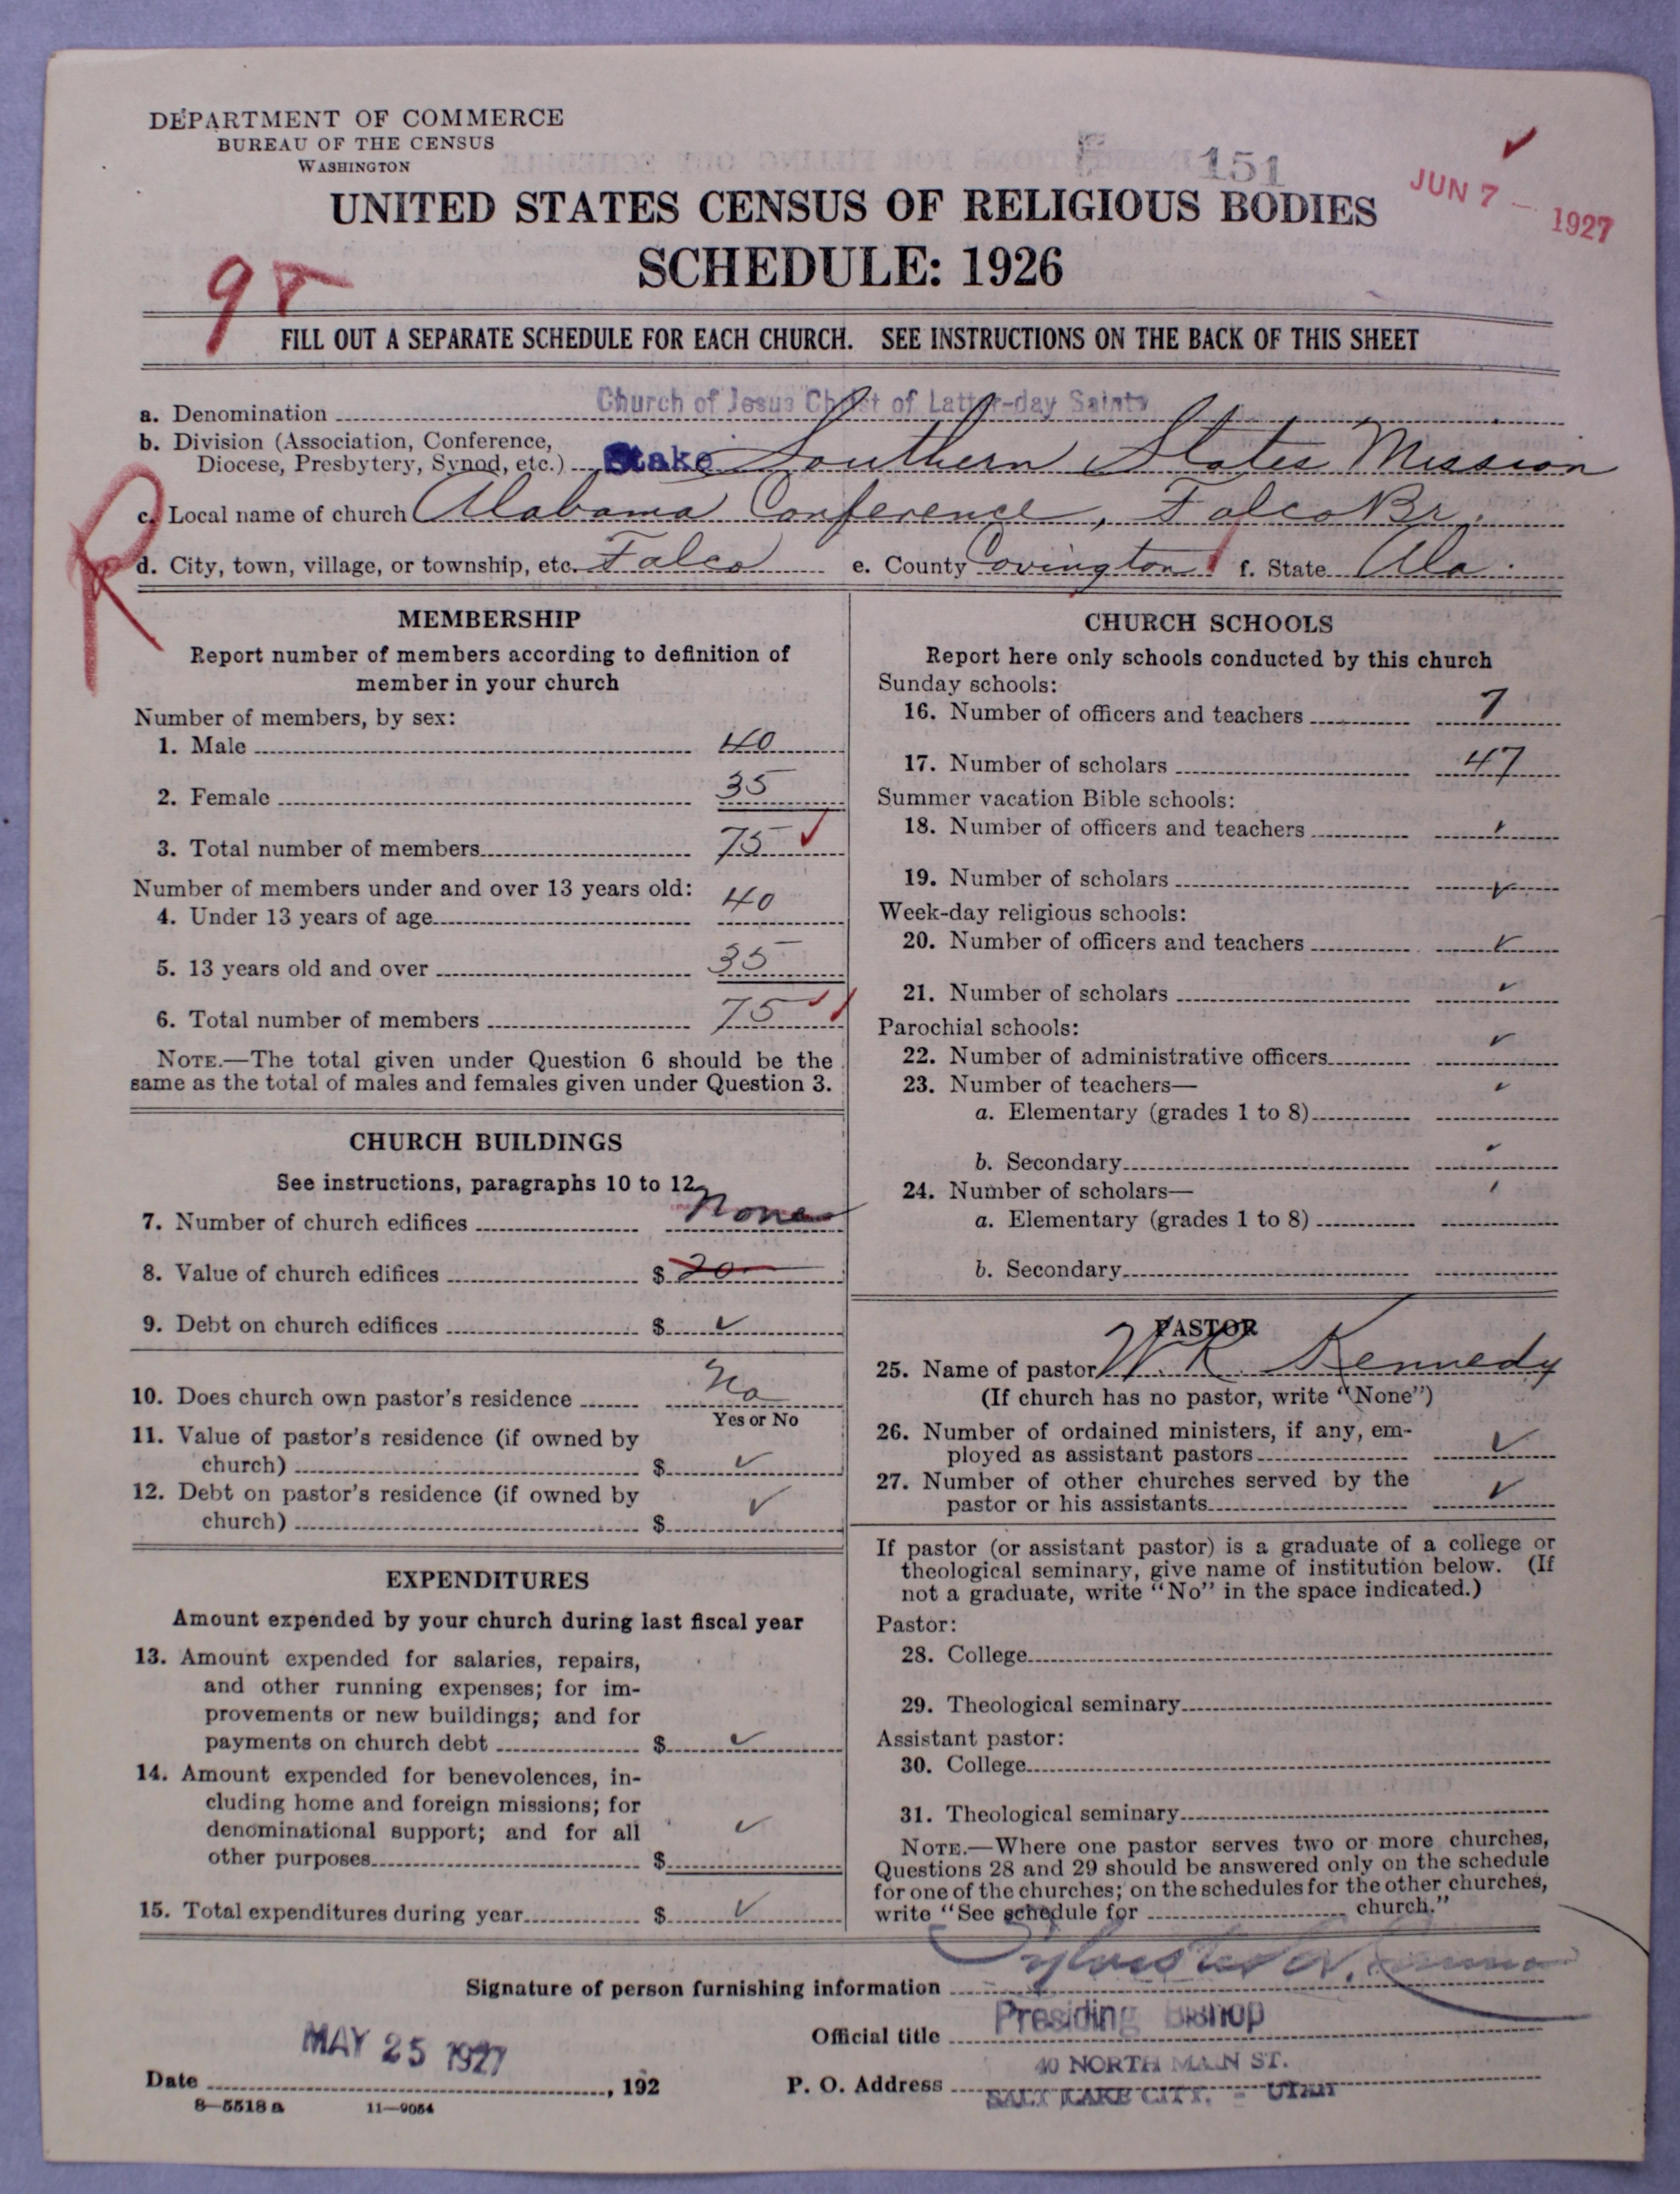 DEPARTMENT OF COMMERCE
BUREAU OF THE CENSUS
WASHINGTON
151
JUN 7 - 1927
UNITED STATES CENSUS OF RELIGIOUS BODIES
SCHEDULE: 1926
FILL OUT A SEPARATE SCHEDULE FOR EACH CHURCH. SEE INSTRUCTIONS ON THE BACK OF THIS SHEET
a. Denomination Church of Jesus Christ of Latter-day Saints
b. Division (Association, Conference,
Diocese, Presbytery, Synod, etc.) Stake Southern States Mission
R
c. Local name of church Alabama Conference, Falco Br.
d. City, town, village, or township, etc. Falco e. County Covington f. State Ala.
MEMBERSHIP
Report number of members according to definition of
member in your church
Number of members, by sex:
1. Male 40
2. Female 35
3. Total number of members 75
Number of members under and over 13 years old:
4. Under 13 years of age 40
5. 13 years old and over 35
6. Total number of members 75
NOTE.—The total given under Question 6 should be the
same as the total of males and females given under Question 3.
CHURCH BUILDINGS
See instructions, paragraphs 10 to 12
7. Number of church edifices None
8. Value of church edifices $ 20
9. Debt on church edifices $ ✓
10. Does church own pastor's residence No
Yes or No
11. Value of pastor's residence (if owned by
church) $ ✓
12. Debt on pastor's residence (if owned by
church) $ ✓
EXPENDITURES
Amount expended by your church during last fiscal year
13. Amount expended for salaries, repairs,
and other running expenses; for im-
provements or new buildings; and for
payments on church debt $ ✓
14. Amount expended for benevolences, in-
cluding home and foreign missions; for
denominational support; and for all
other purposes $ ✓
15. Total expenditures during year $ ✓
CHURCH SCHOOLS
Report here only schools conducted by this church
Sunday schools:
16. Number of officers and teachers 7
17. Number of scholars 47
Summer vacation Bible schools:
18. Number of officers and teachers ✓
19. Number of scholars ✓
Week-day religious schools:
20. Number of officers and teachers ✓
21. Number of scholars ✓
Parochial schools:
22. Number of administrative officers ✓
23. Number of teachers— ✓
a. Elementary (grades 1 to 8)
b. Secondary ✓
24. Number of scholars—
a. Elementary (grades 1 to 8)
b. Secondary
PASTOR
25. Name of pastor W. R. Kennedy
(If church has no pastor, write "None")
26. Number of ordained ministers, if any, em-
ployed as assistant pastors ✓
27. Number of other churches served by the
pastor or his assistants ✓
If pastor (or assistant pastor) is a graduate of a college or
theological seminary, give name of institution below. (If
not a graduate, write "No" in the space indicated.)
Pastor:
28. College
29. Theological seminary
Assistant pastor:
30. College
31. Theological seminary
NOTE.—Where one pastor serves two or more churches,
Questions 28 and 29 should be answered only on the schedule
for one of the churches; on the schedules for the other churches,
write "See schedule for church."
Signature of person furnishing information
Official title Presiding Bishop
MAY 25 1927
Date , 192
P. O. Address 40 NORTH MAIN ST.
SALT LAKE CITY, - UTAH
8—5518 a 11—9054